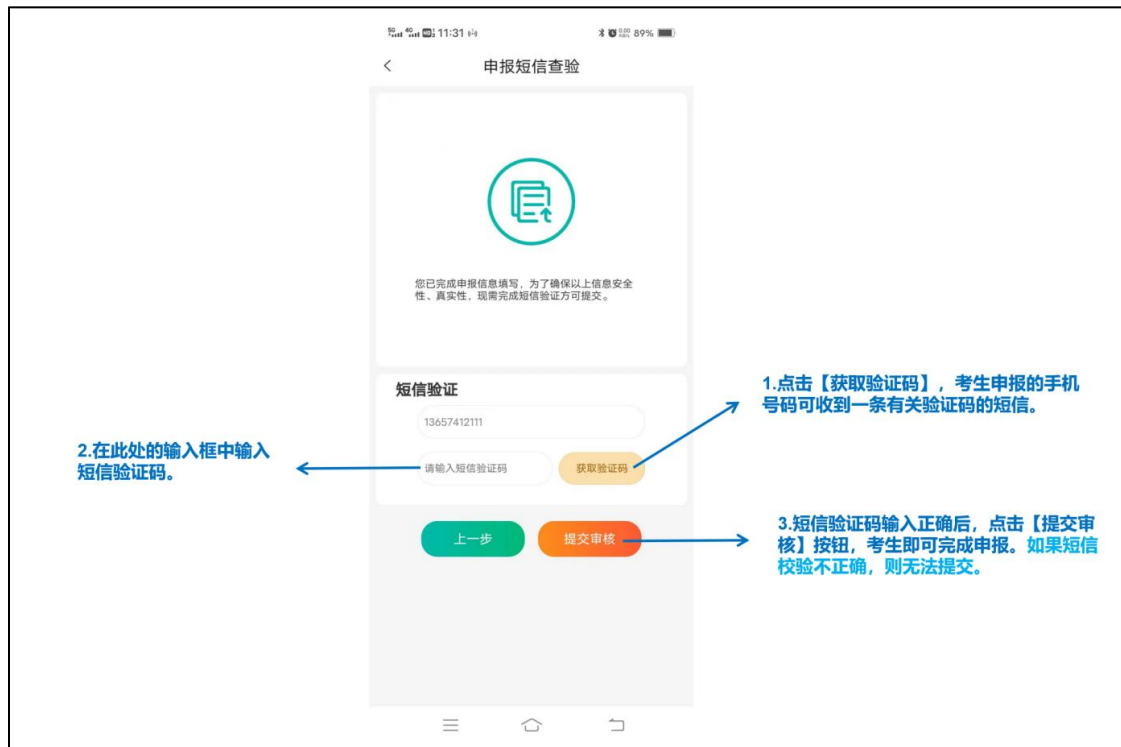 11:31
89%
申报短信查验
您已完成申报信息填写，为了确保以上信息安全
性、真实性，现需完成短信验证方可提交。
短信验证
13657412111
请输入短信验证码
获取验证码
上一步
提交审核
1.点击【获取验证码】，考生申报的手机
号码可收到一条有关验证码的短信。
2.在此处的输入框中输入
短信验证码。
3.短信验证码输入正确后，点击【提交审
核】按钮，考生即可完成申报。如果短信
校验不正确，则无法提交。